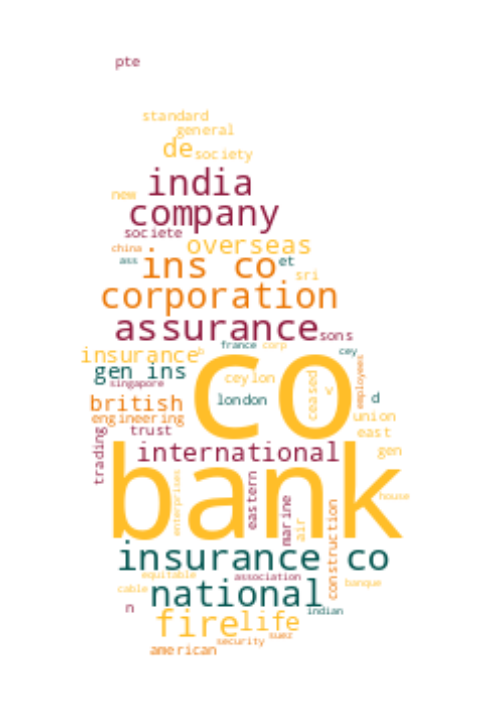 pte
standard
general
de society
india
new
company
societe
overseas
china
ass ins co et
sri
corporation
assurance sons
france corp cey
insurance b
gen ins
ceylon
singapore
co
employees
ceased
v
british
london
d
engineering
union
trust
east
trading
international
gen
bank
enterprises
eastern
marine
air
construction
house
insurance co
equitable
association
banque
cable
national
n
indian
fire life
suez
security
american